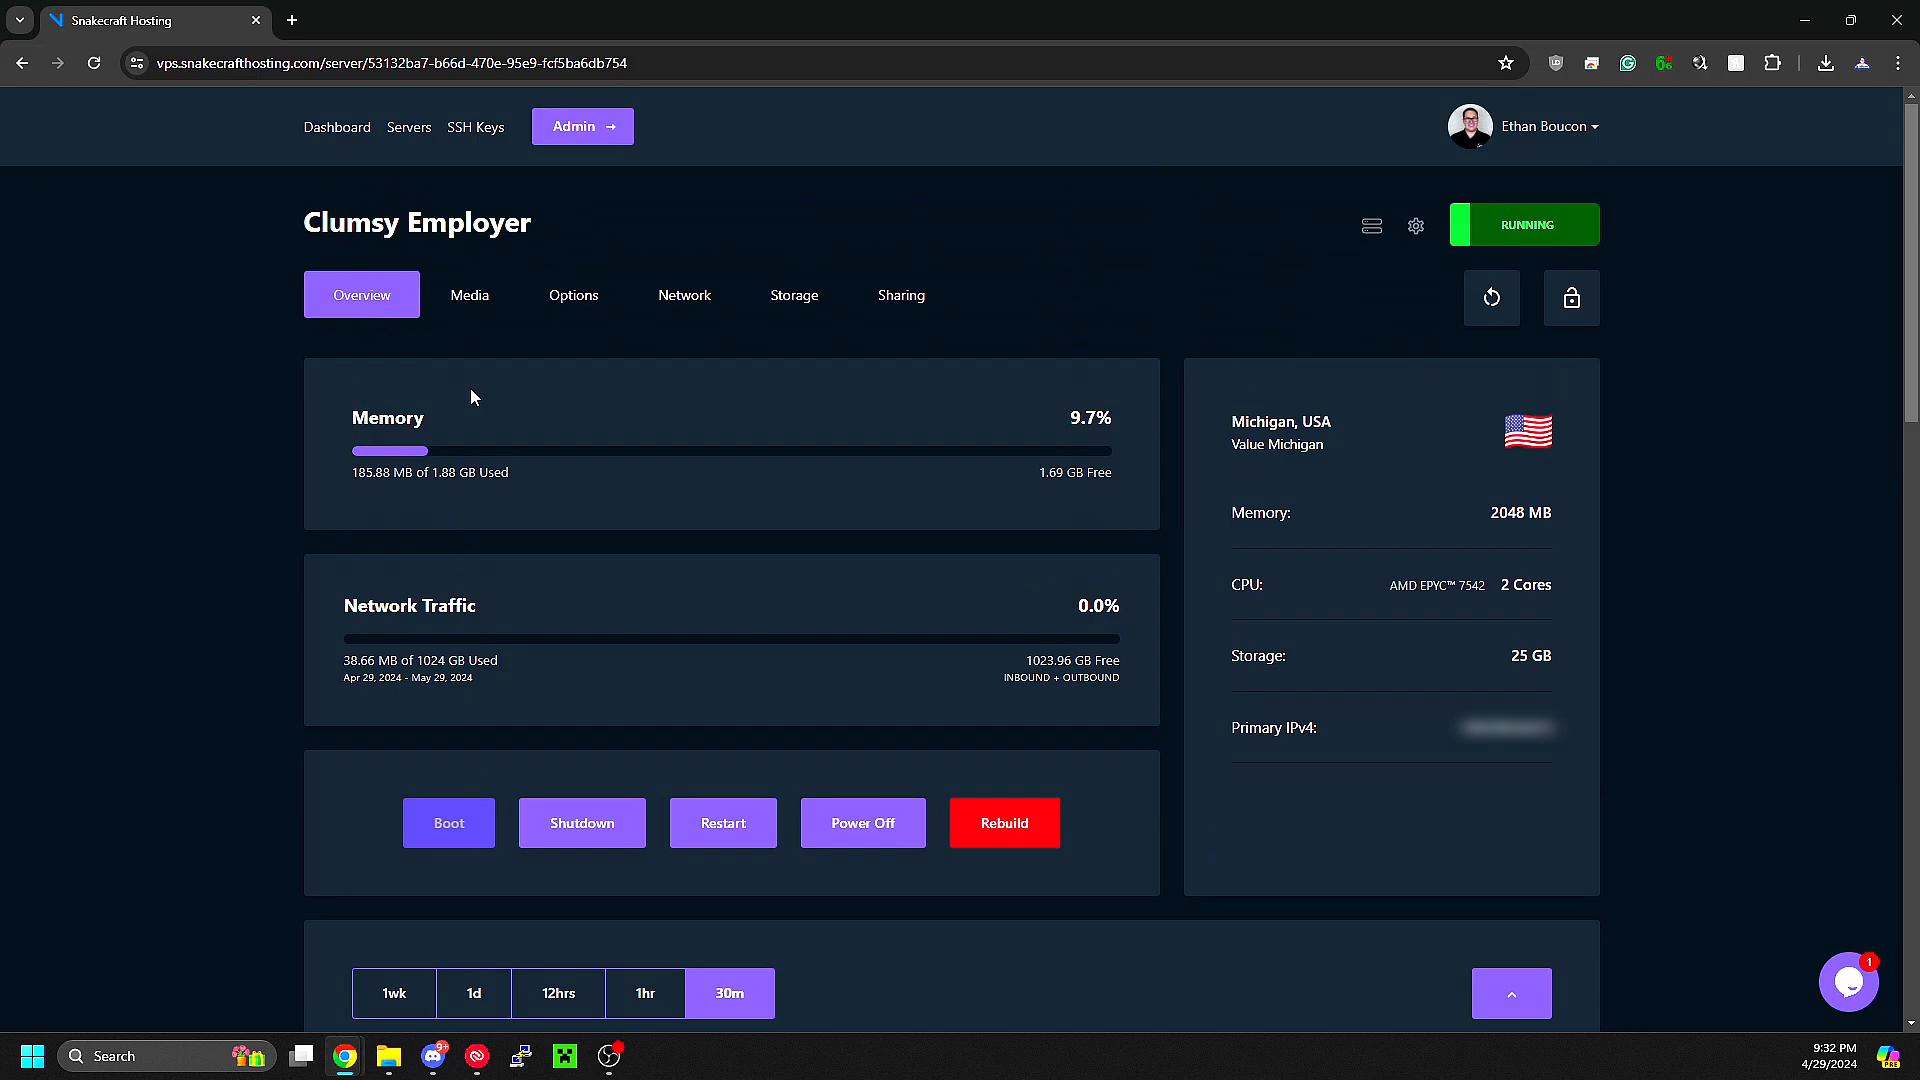 Snakecraft Hosting
vps.snakecrafthosting.com/server/53132ba7-b66d-470e-95e9-fcf5ba6db754
Dashboard Servers SSH Keys Admin → Ethan Boucon
Clumsy Employer
RUNNING
Overview Media Options Network Storage Sharing
Memory 9.7%
185.88 MB of 1.88 GB Used 1.69 GB Free
Network Traffic 0.0%
38.66 MB of 1024 GB Used 1023.96 GB Free
Apr 29, 2024 - May 29, 2024 INBOUND + OUTBOUND
Boot Shutdown Restart Power Off Rebuild
Michigan, USA
Value Michigan
Memory: 2048 MB
CPU: AMD EPYC™ 7542 2 Cores
Storage: 25 GB
Primary IPv4:
1wk 1d 12hrs 1hr 30m
1
Search
9+
9:32 PM
4/29/2024
PRE